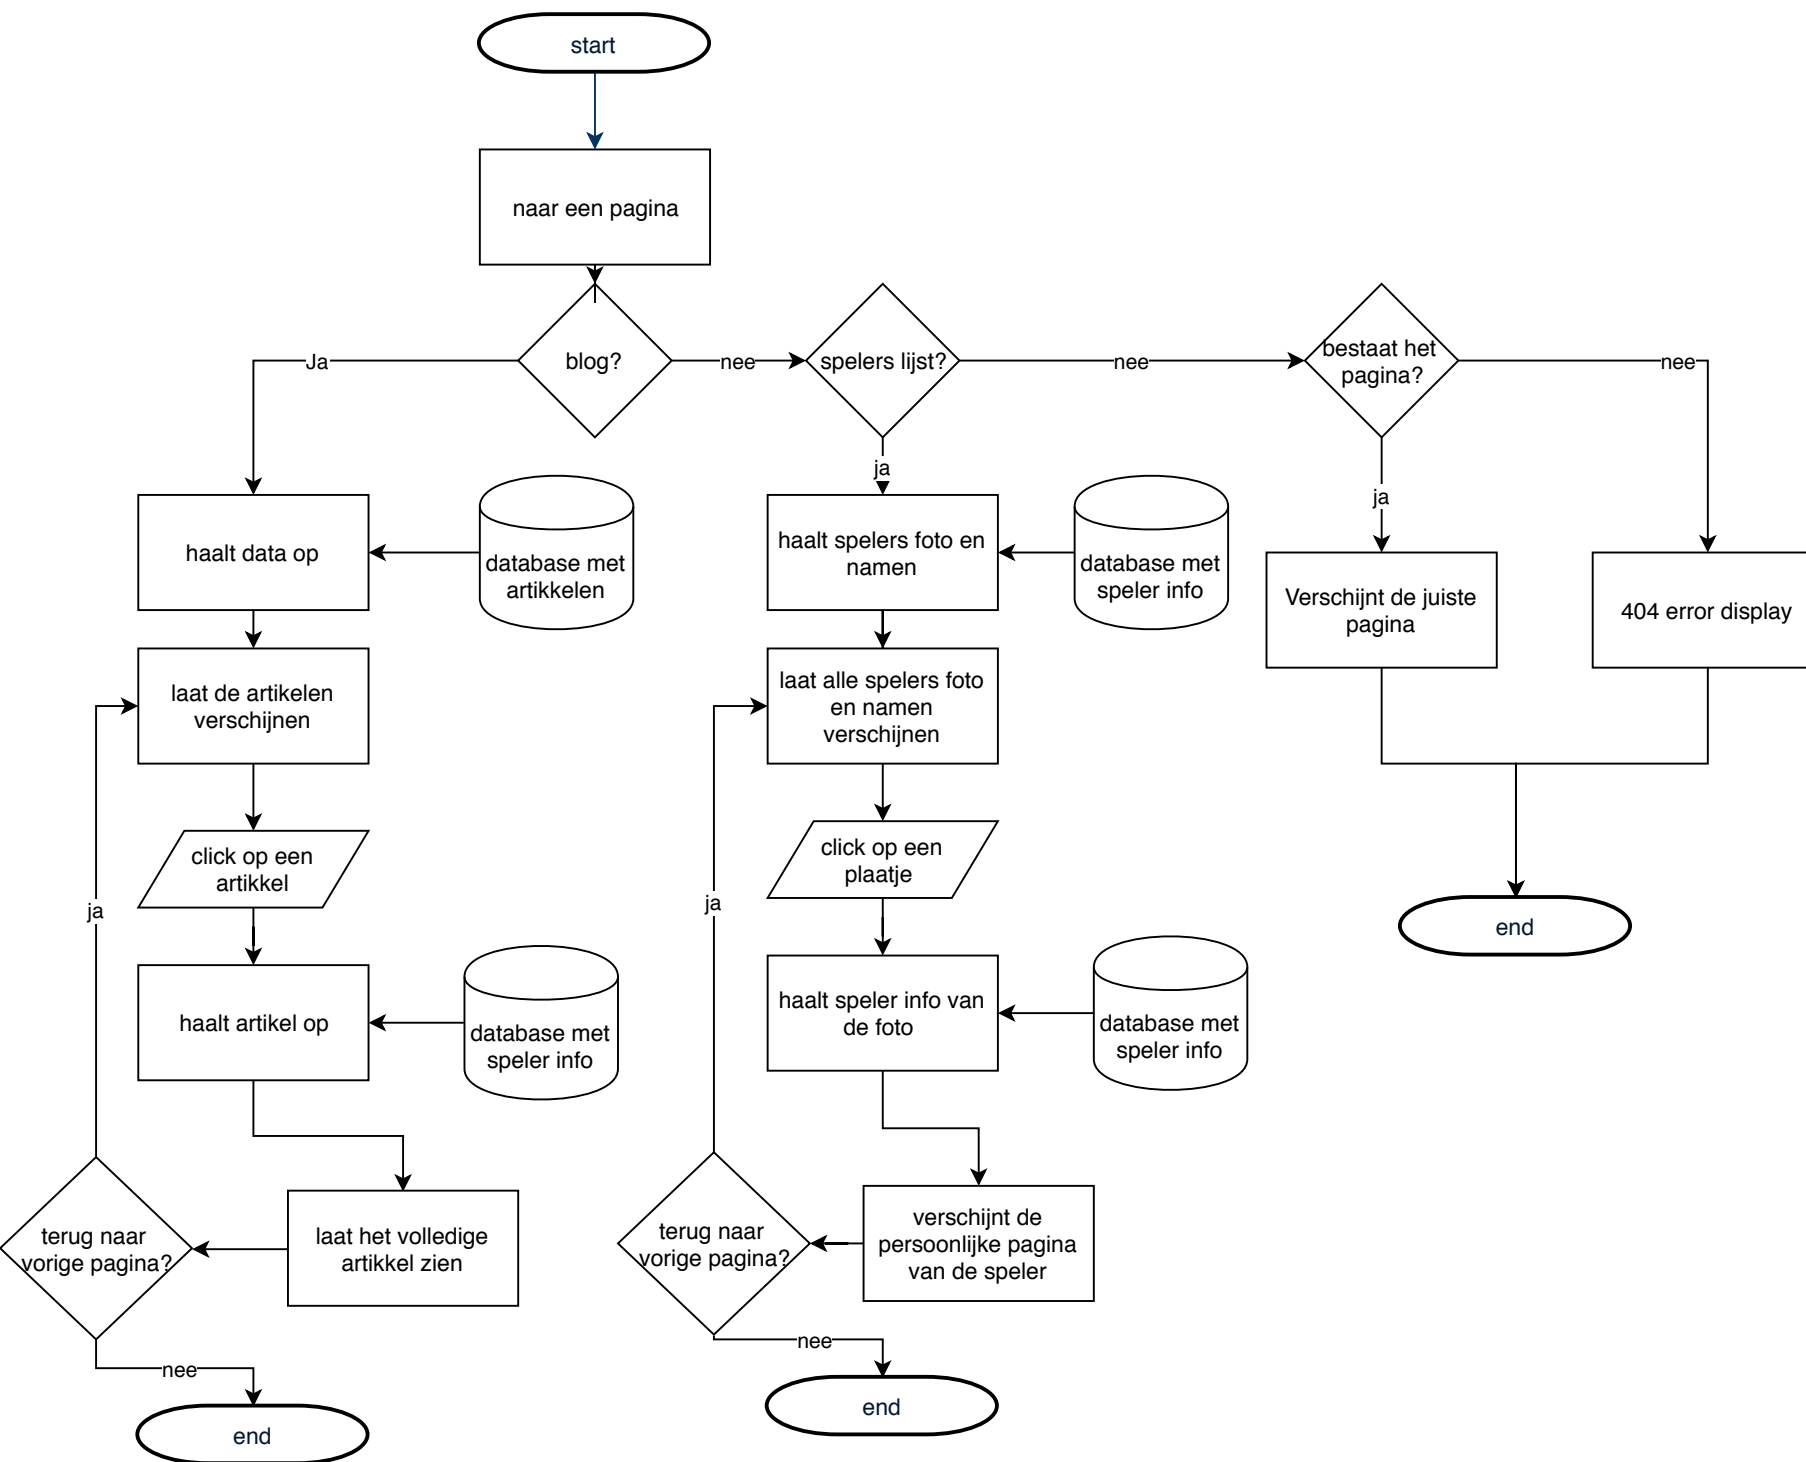 start
naar een pagina
blog?
Ja
nee
spelers lijst?
nee
bestaat het
pagina?
nee
ja
ja
haalt data op
database met
artikkelen
haalt spelers foto en
namen
database met
speler info
Verschijnt de juiste
pagina
404 error display
laat de artikelen
verschijnen
laat alle spelers foto
en namen
verschijnen
click op een
artikkel
click op een
plaatje
ja
ja
end
haalt artikel op
database met
speler info
haalt speler info van
de foto
database met
speler info
terug naar
vorige pagina?
laat het volledige
artikkel zien
terug naar
vorige pagina?
verschijnt de
persoonlijke pagina
van de speler
nee
nee
end
end